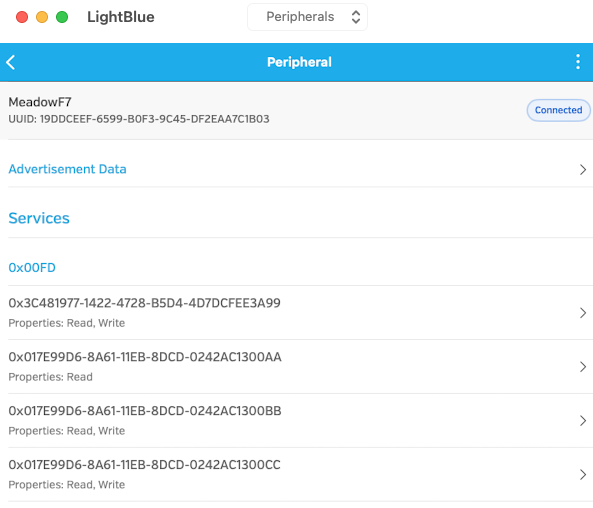 LightBlue
Peripherals
Peripheral
MeadowF7
UUID: 19DDCEEF-6599-B0F3-9C45-DF2EAA7C1B03
Connected
Advertisement Data
Services
0x00FD
0x3C481977-1422-4728-B5D4-4D7DCFEE3A99
Properties: Read, Write
0x017E99D6-8A61-11EB-8DCD-0242AC1300AA
Properties: Read
0x017E99D6-8A61-11EB-8DCD-0242AC1300BB
Properties: Read, Write
0x017E99D6-8A61-11EB-8DCD-0242AC1300CC
Properties: Read, Write